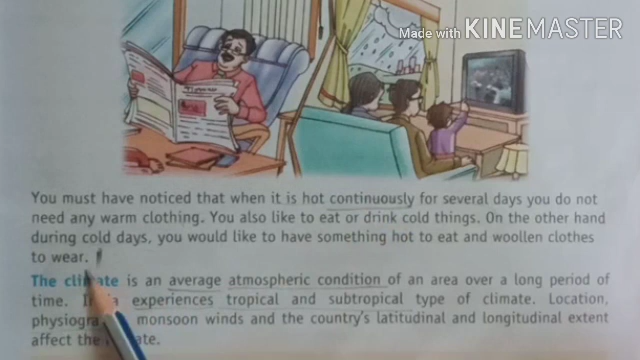 Made with KINEMASTER
You must have noticed that when it is hot continuously for several days you do not
need any warm clothing. You also like to eat or drink cold things. On the other hand
during cold days, you would like to have something hot to eat and woollen clothes
to wear.
The climate is an average atmospheric condition of an area over a long period of
time. experiences tropical and subtropical type of climate. Location,
monsoon winds and the country's latitudinal and longitudinal extent
affect the